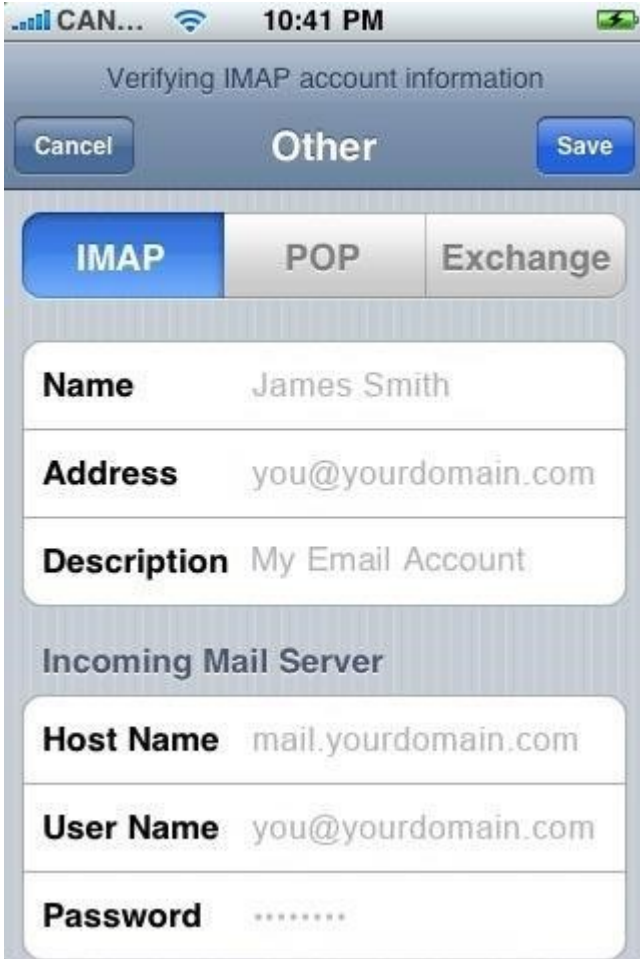 CAN... 10:41 PM
Verifying IMAP account information
Cancel Other Save
IMAP POP Exchange
Name James Smith
Address you@yourdomain.com
Description My Email Account
Incoming Mail Server
Host Name mail.yourdomain.com
User Name you@yourdomain.com
Password ••••••••